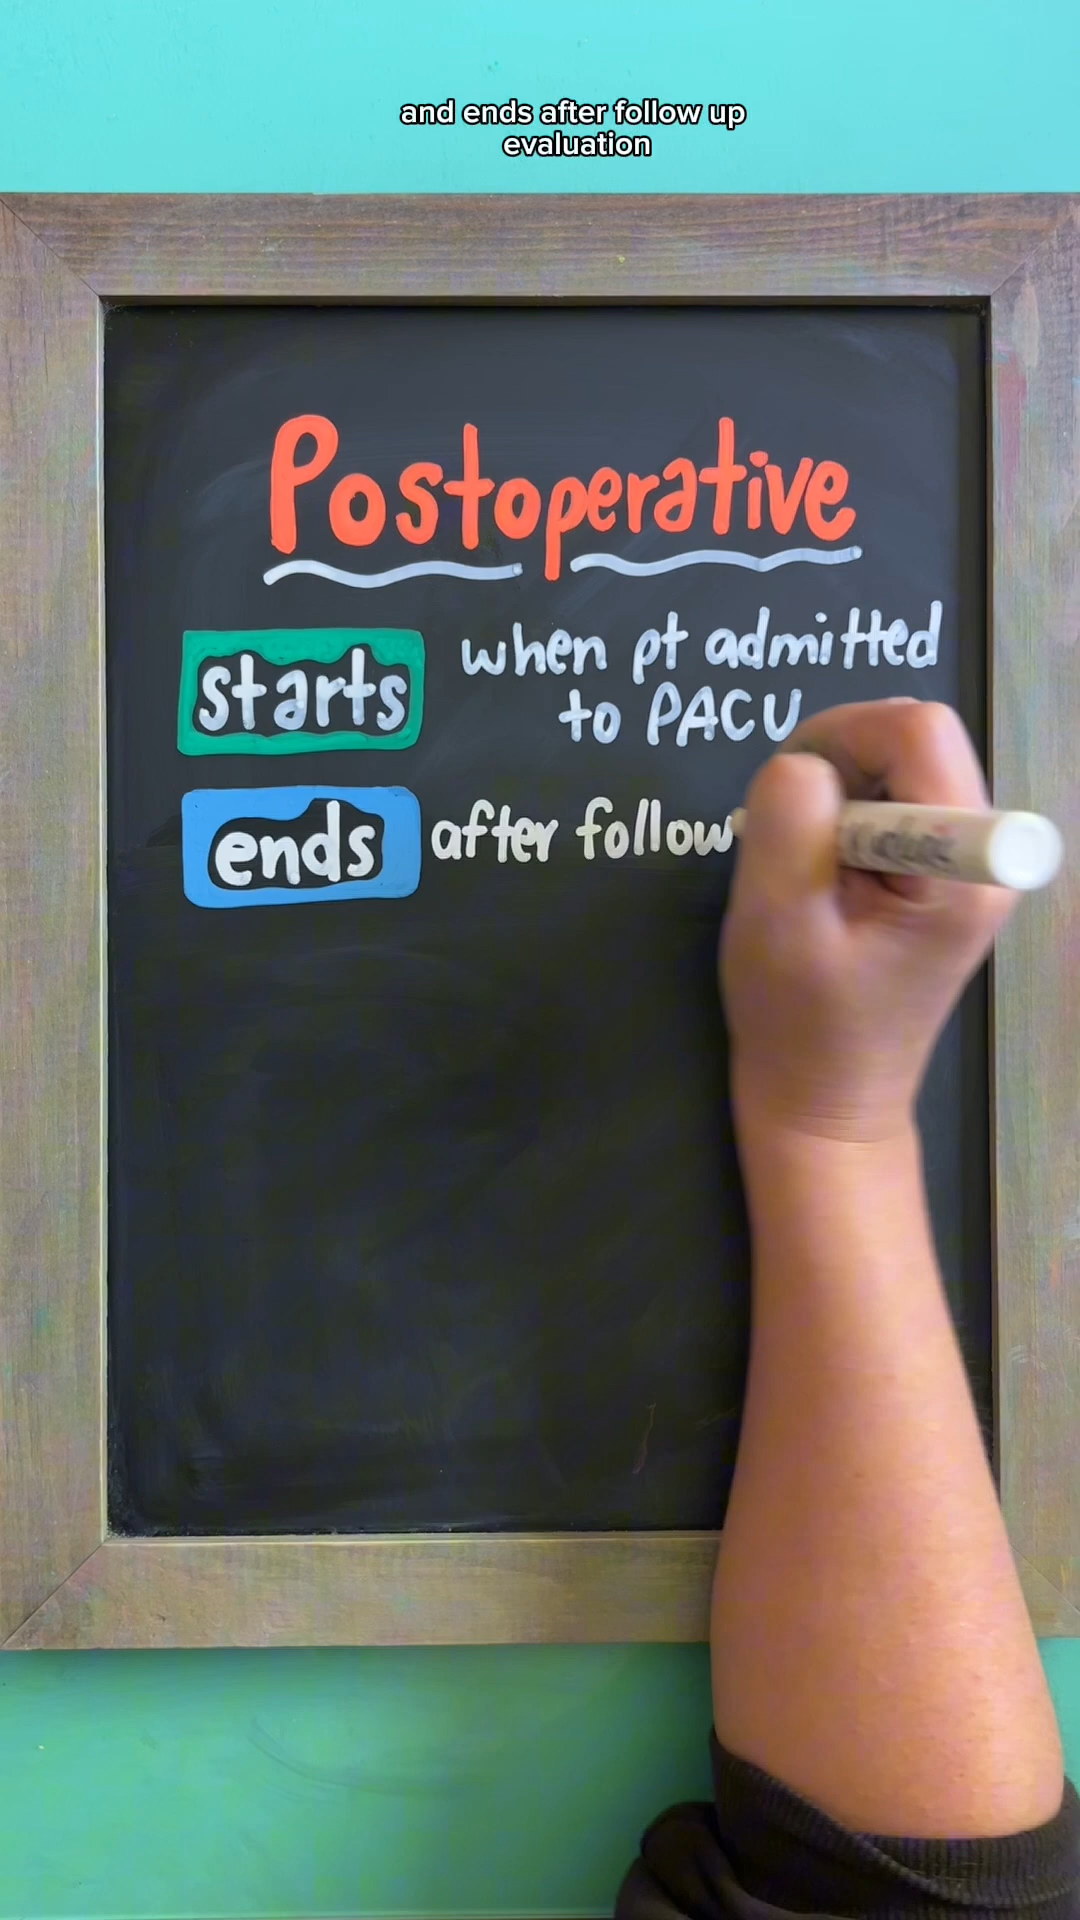 and ends after follow up
evaluation
Postoperative
starts when pt admitted
to PACU
ends after follow